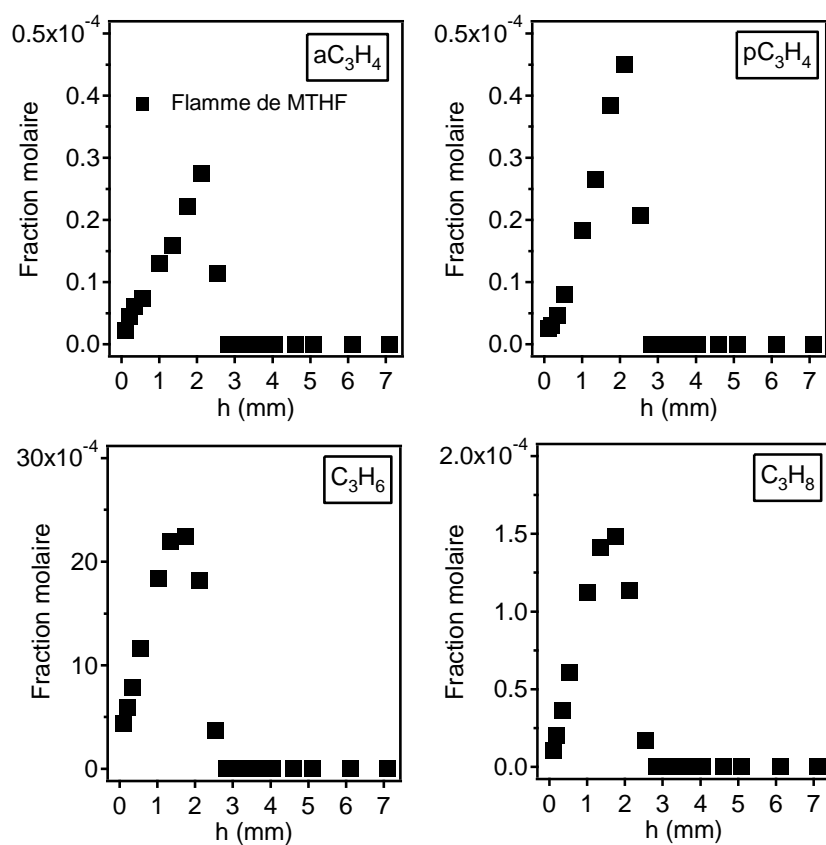 0.5x10-4
aC3H4
Flamme de MTHF
0.4
0.3
0.2
0.1
0.0
Fraction molaire
0 1 2 3 4 5 6 7
h (mm)
0.5x10-4
pC3H4
0.4
0.3
0.2
0.1
0.0
Fraction molaire
0 1 2 3 4 5 6 7
h (mm)
30x10-4
C3H6
20
10
0
Fraction molaire
0 1 2 3 4 5 6 7
h (mm)
2.0x10-4
C3H8
1.5
1.0
0.5
0.0
Fraction molaire
0 1 2 3 4 5 6 7
h (mm)